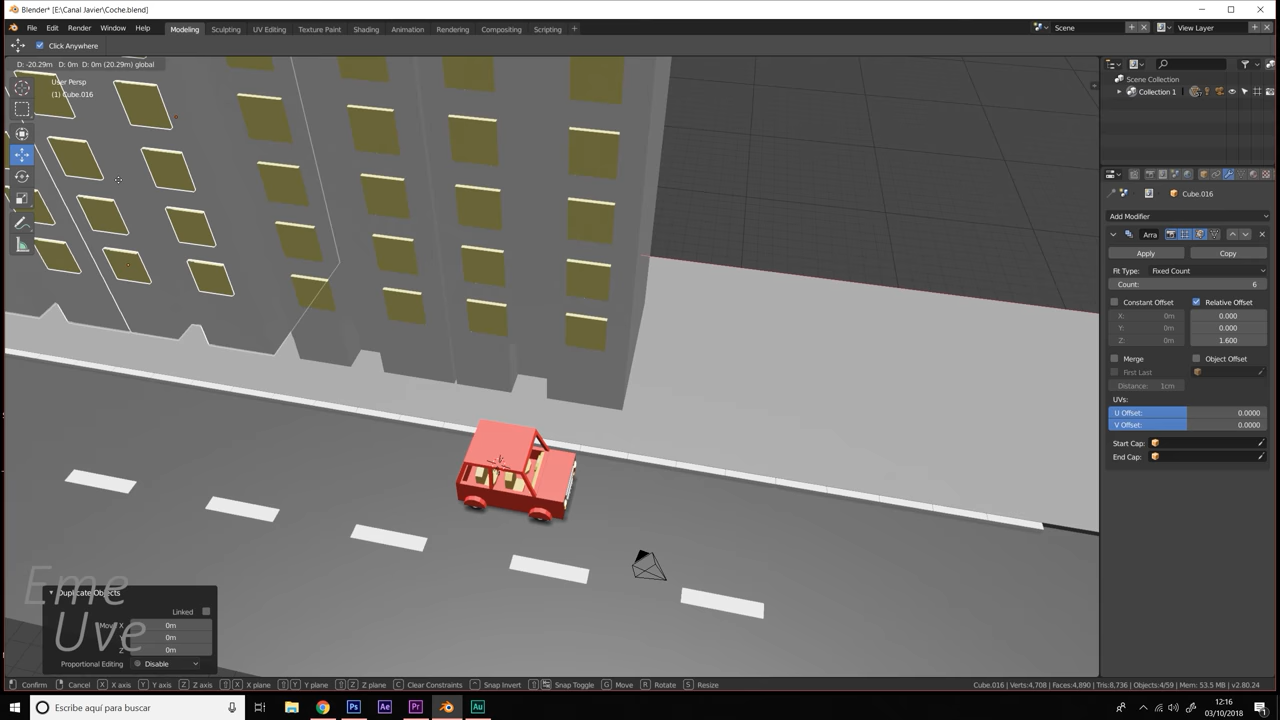 Blender* [E:\Canal Javier\Coche.blend]
File Edit Render Window Help
Modeling Sculpting UV Editing Texture Paint Shading Animation Rendering Compositing Scripting +
Scene
View Layer
Click Anywhere
D: -20.29m D: 0m D: 0m (20.29m) global
User Persp
(1) Cube.016
Scene Collection
Collection 1
Cube.016
Add Modifier
Arra
Apply
Copy
Fit Type: Fixed Count
Count: 6
Constant Offset
Relative Offset
X: 0m 0.000
Y: 0m 0.000
Z: 0m 1.600
Merge
Object Offset
First Last
Distance: 1cm
UVs:
U Offset: 0.0000
V Offset: 0.0000
Start Cap:
End Cap:
Duplicate Objects
Linked
Move X 0m
Y 0m
Z 0m
Proportional Editing Disable
Eme
Uve
Confirm Cancel X X axis Y Y axis Z Z axis X X plane Y Y plane Z Z plane C Clear Constraints Snap Invert Snap Toggle G Move R Rotate S Resize
Cube.016 | Verts:4,708 | Faces:4,890 | Tris:8,736 | Objects:4/59 | Mem: 53.5 MB | v2.80.24
Escribe aquí para buscar
12:16
03/10/2018